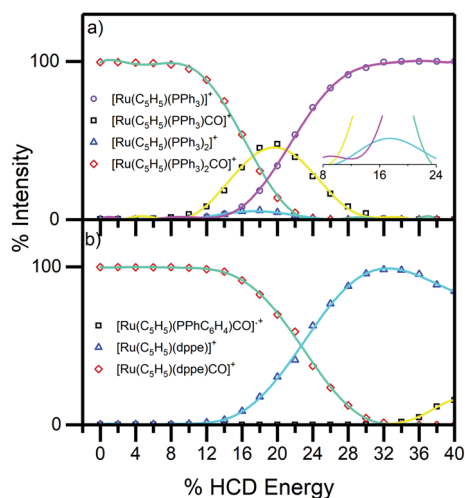 a)
100
[Ru(C₅H₅)(PPh₃)]⁺
[Ru(C₅H₅)(PPh₃)CO]⁺
[Ru(C₅H₅)(PPh₃)₂]⁺
[Ru(C₅H₅)(PPh₃)₂CO]⁺
8 16 24
0
% Intensity
b)
100
[Ru(C₅H₅)(PPhC₆H₄)CO]·⁺
[Ru(C₅H₅)(dppe)]⁺
[Ru(C₅H₅)(dppe)CO]⁺
0
0 4 8 12 16 20 24 28 32 36 40
% HCD Energy